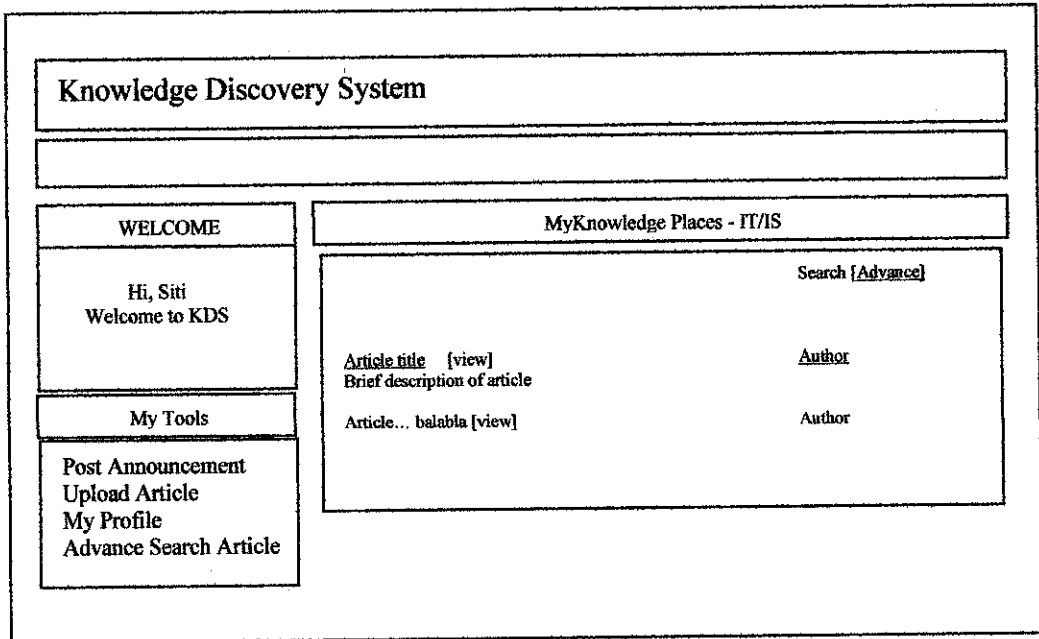 Knowledge Discovery System
WELCOME
Hi, Siti
Welcome to KDS
My Tools
Post Announcement
Upload Article
My Profile
Advance Search Article
MyKnowledge Places - IT/IS
Search [Advance]
Article title [view] Author
Brief description of article
Article... balabla [view] Author